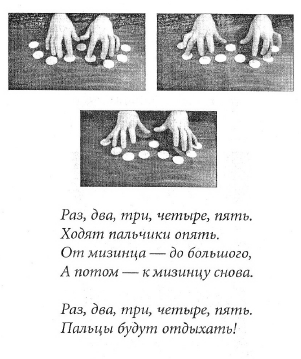 Раз, два, три, четыре, пять.
Ходят пальчики опять.
От мизинца — до большого,
А потом — к мизинцу снова.
Раз, два, три, четыре, пять.
Пальцы будут отдыхать!